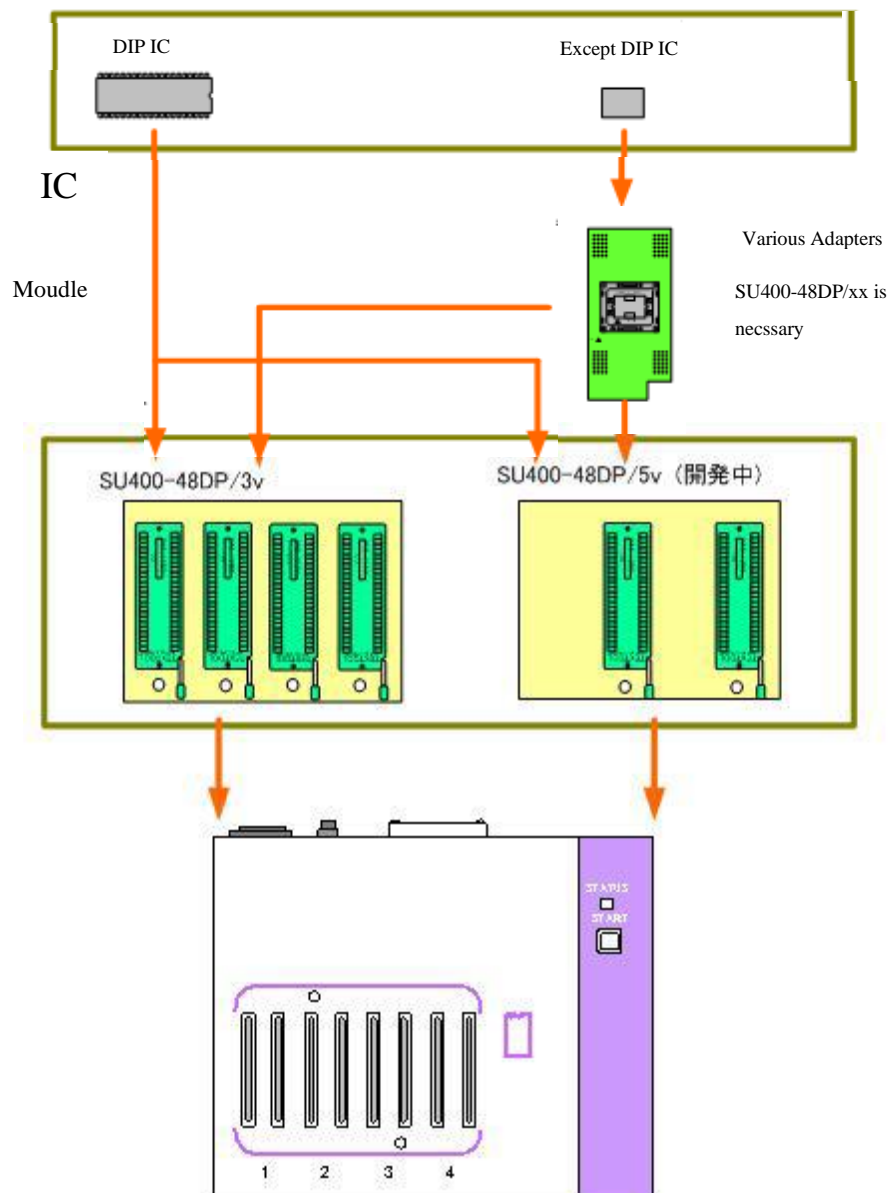 DIP IC
Except DIP IC
IC
Various Adapters
Moudle
SU400-48DP/xx is
necssary
SU400-48DP/3v
SU400-48DP/5v（開発中）
STATUS
START
1 2 3 4